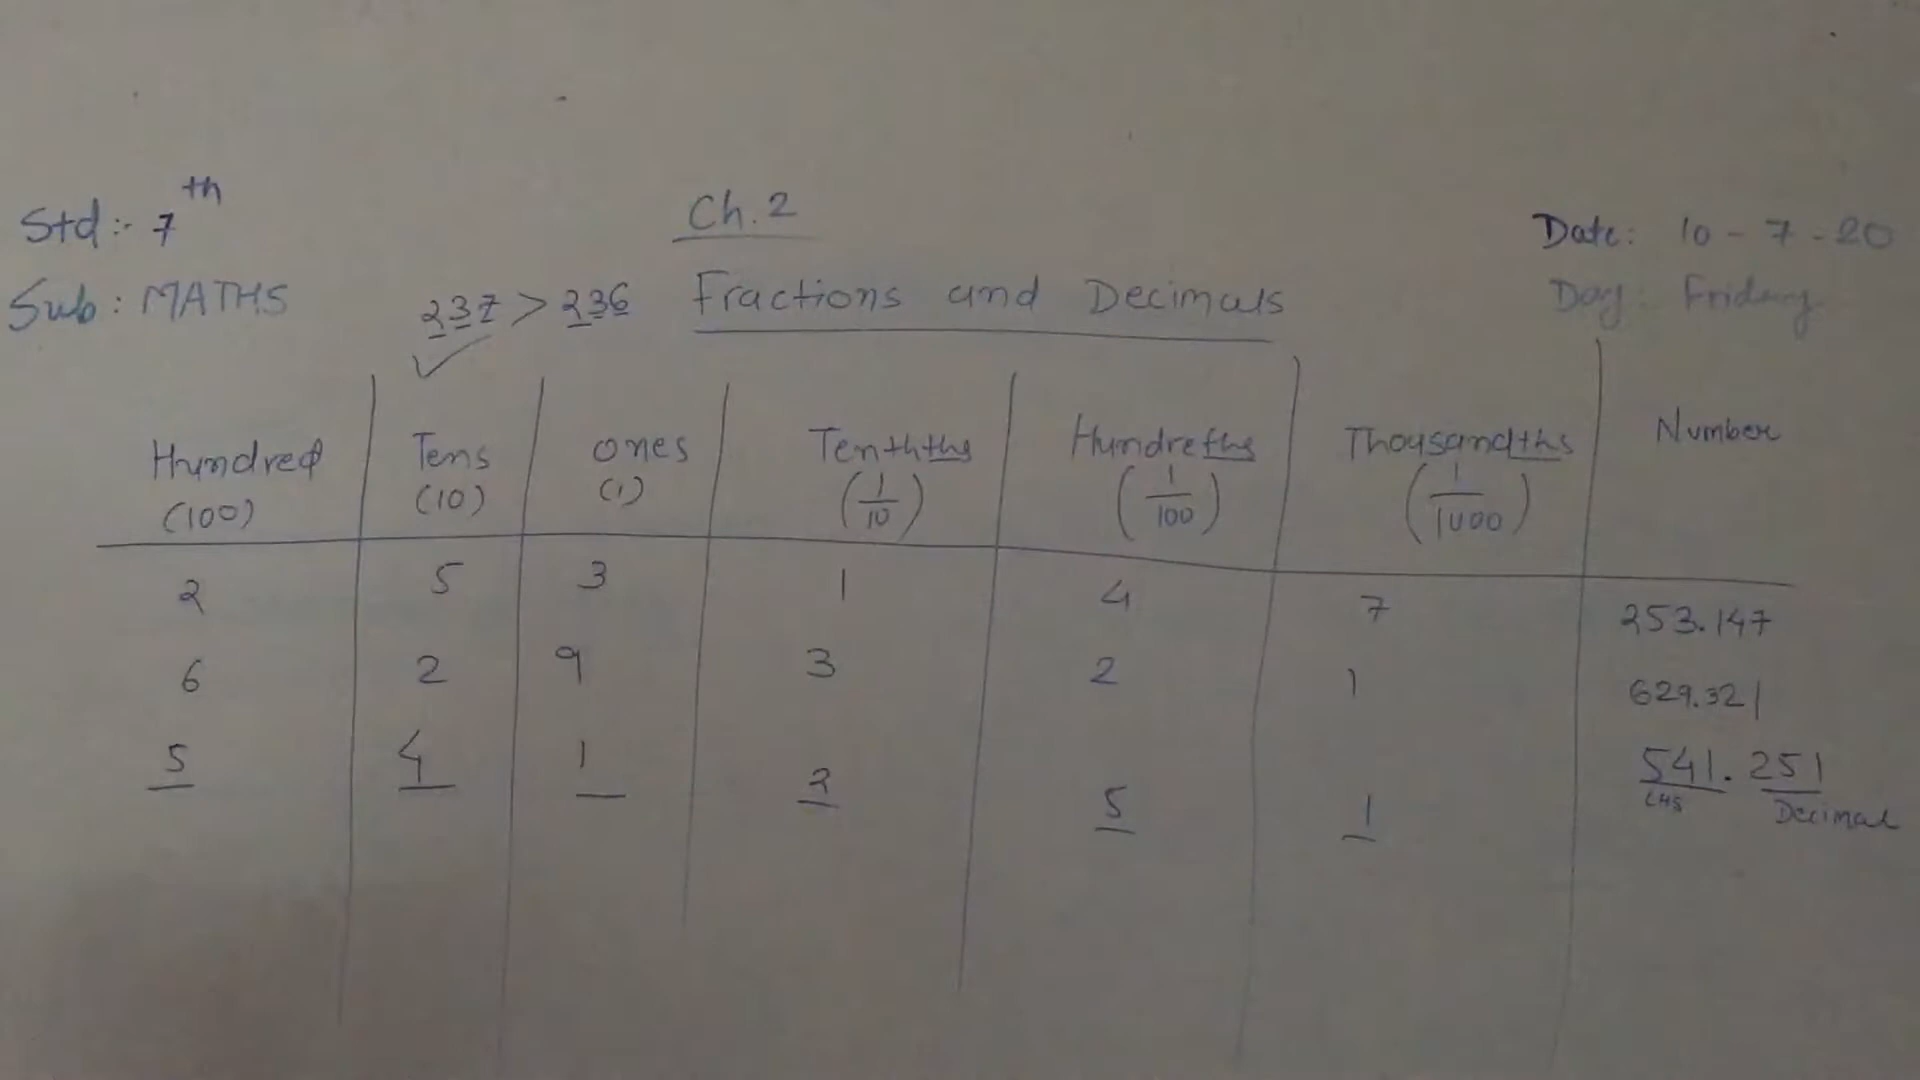 Std:- 7th
Ch. 2
Date: 10 - 7 - 20
Sub: MATHS
237 > 236
Fractions and Decimals
Day: Friday
Hundred Tens Ones Tenthths Hundreths Thousandths Number
(100) (10) (1) (1/10) (1/100) (1/1000)
2 5 3 1 4 7 253.147
6 2 9 3 2 1 629.321
5 4 1 2 5 1 541.251
LHS Decimal